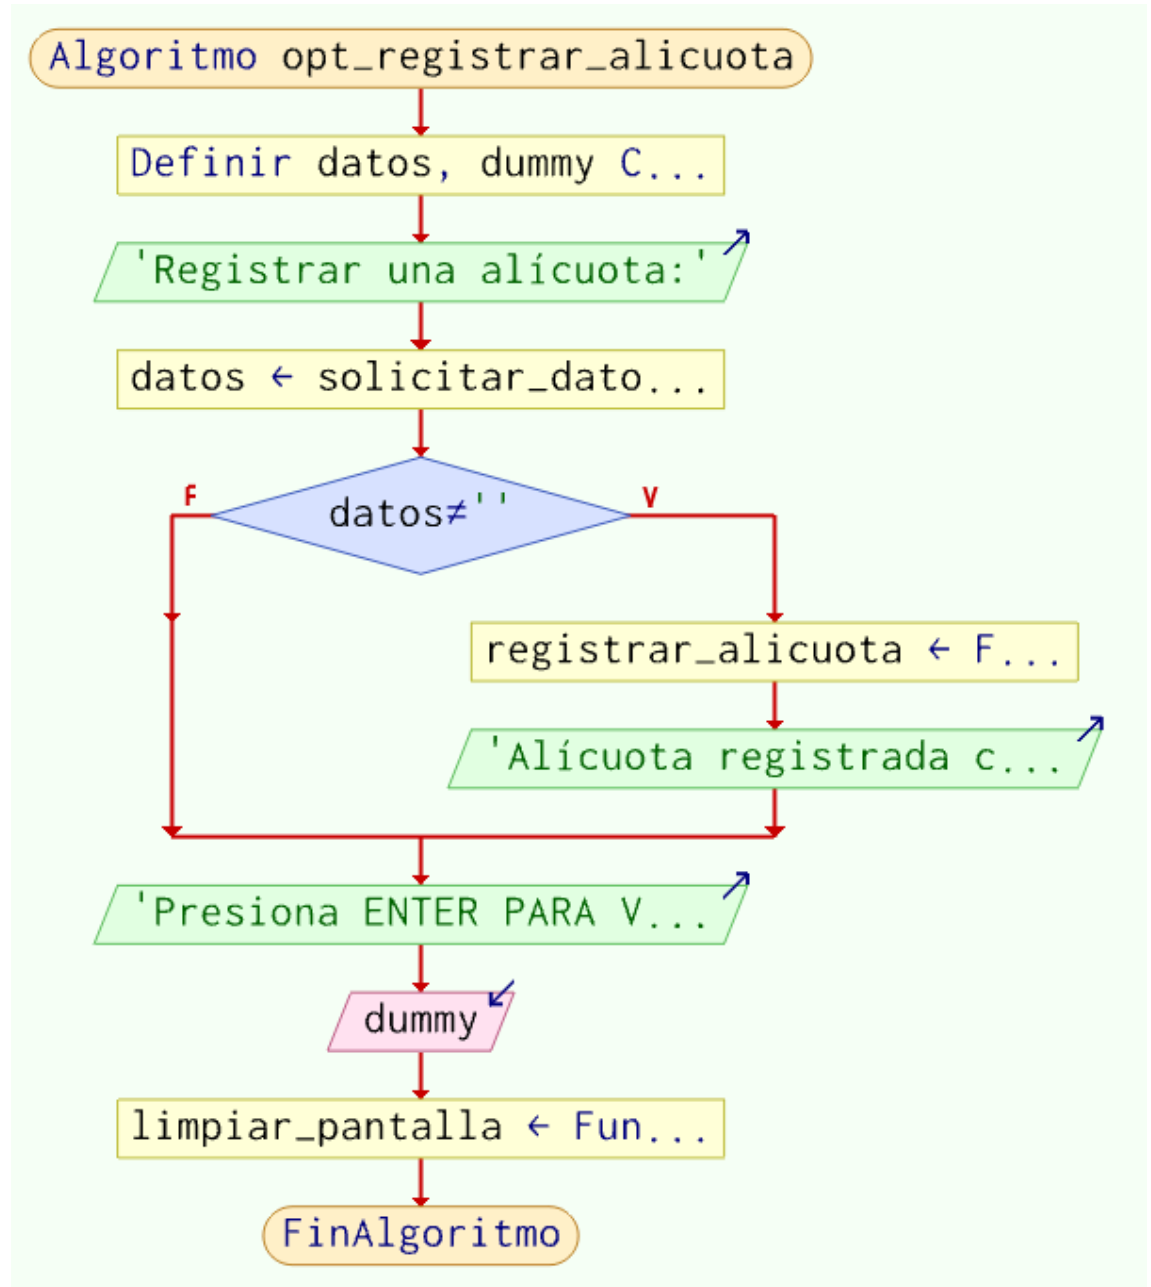 Algoritmo opt_registrar_alicuota
Definir datos, dummy C...
'Registrar una alícuota:'
datos ← solicitar_dato...
datos≠''
F
V
registrar_alicuota ← F...
'Alícuota registrada c...
'Presiona ENTER PARA V...
dummy
limpiar_pantalla ← Fun...
FinAlgoritmo